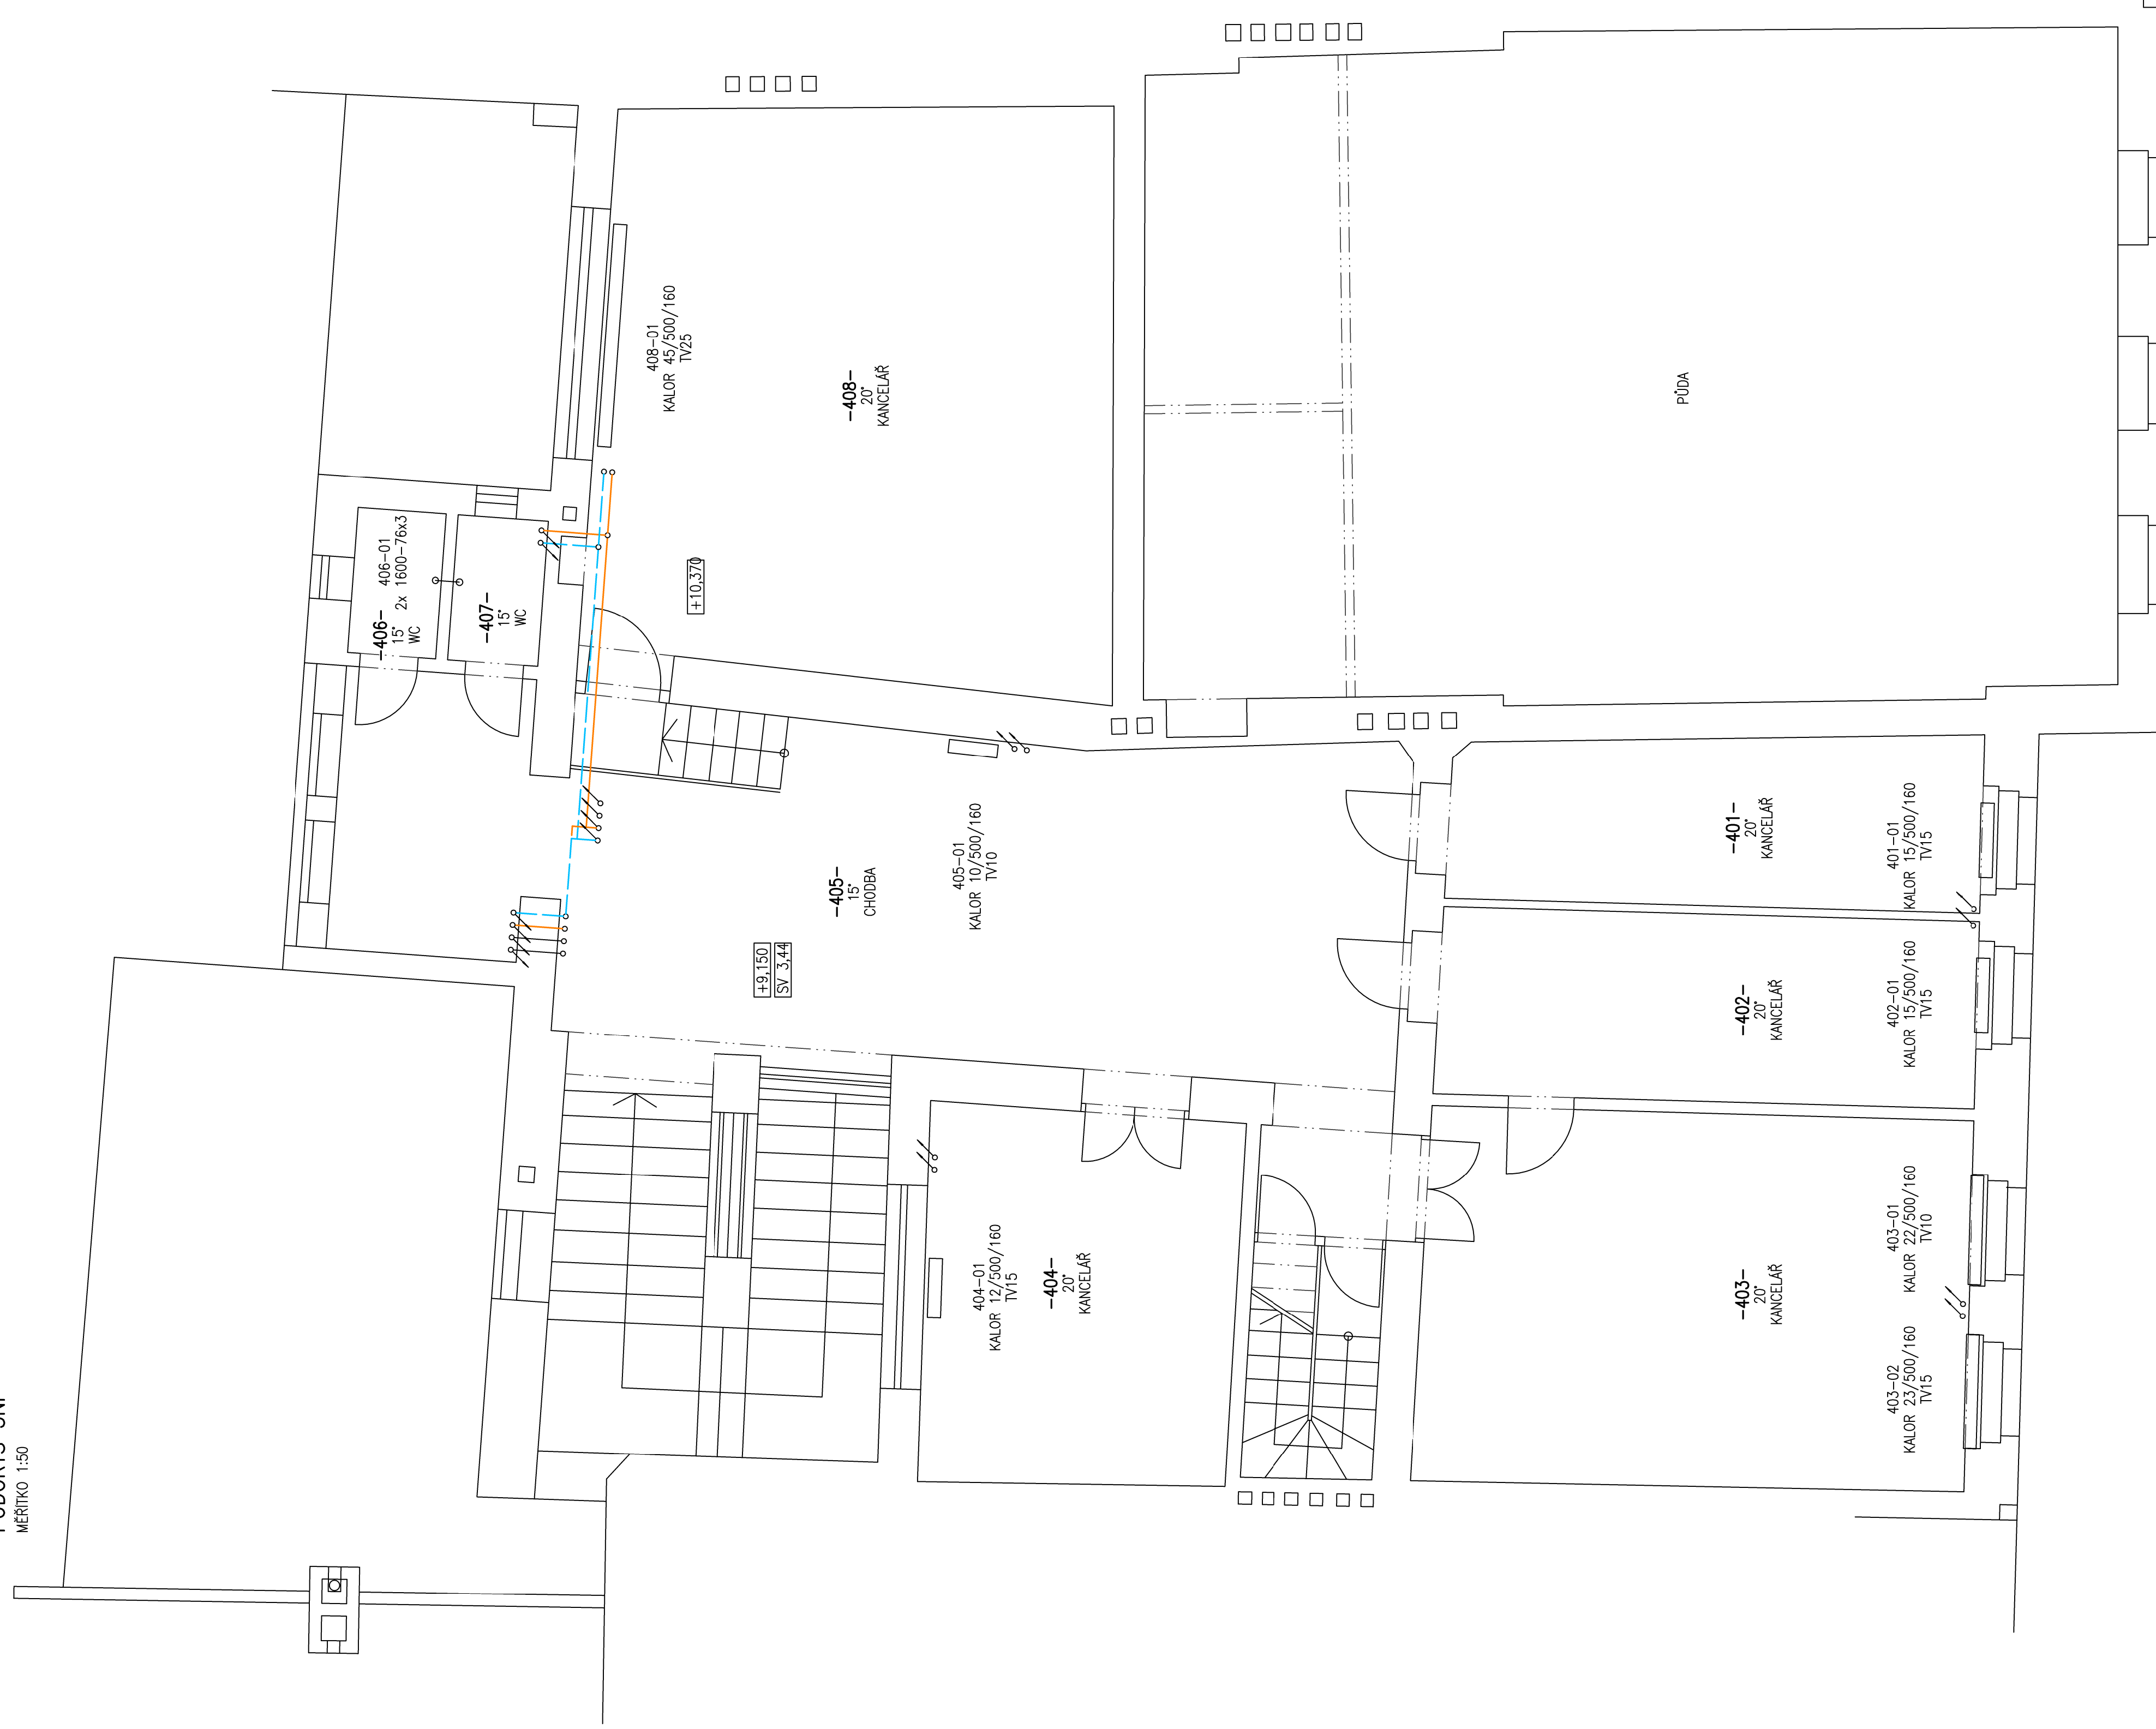 MĚŘÍTKO 1:50
-406-
15°
WC
406-01
2x 1600-76x3
-407-
15°
WC
408-01
KALOR 45/500/160
TV25
-408-
20°
KANCELÁŘ
+10,370
PŮDA
-405-
15°
CHODBA
+9,150
SV 3,44
405-01
KALOR 10/500/160
TV10
404-01
KALOR 12/500/160
TV15
-404-
20°
KANCELÁŘ
-401-
20°
KANCELÁŘ
401-01
KALOR 15/500/160
TV15
-402-
20°
KANCELÁŘ
402-01
KALOR 15/500/160
TV15
-403-
20°
KANCELÁŘ
403-01
KALOR 22/500/160
TV10
403-02
KALOR 23/500/160
TV15